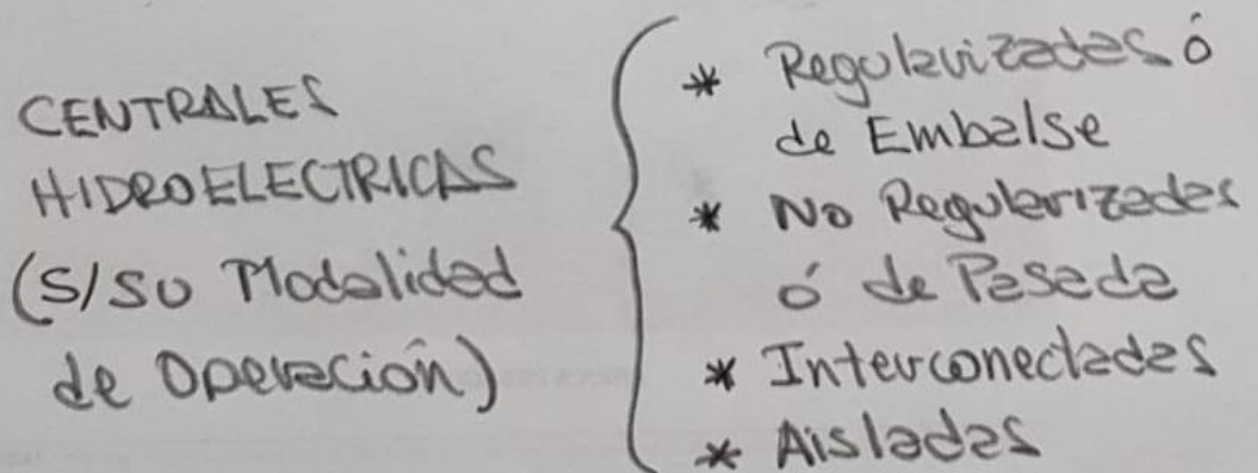 CENTRALES
HIDROELECTRICAS
(S/SU Modalidad
de Operación)
* Regularizadas ó
de Embalse
* No Regularizadas
ó de Pasada
* Interconectadas
* Aisladas